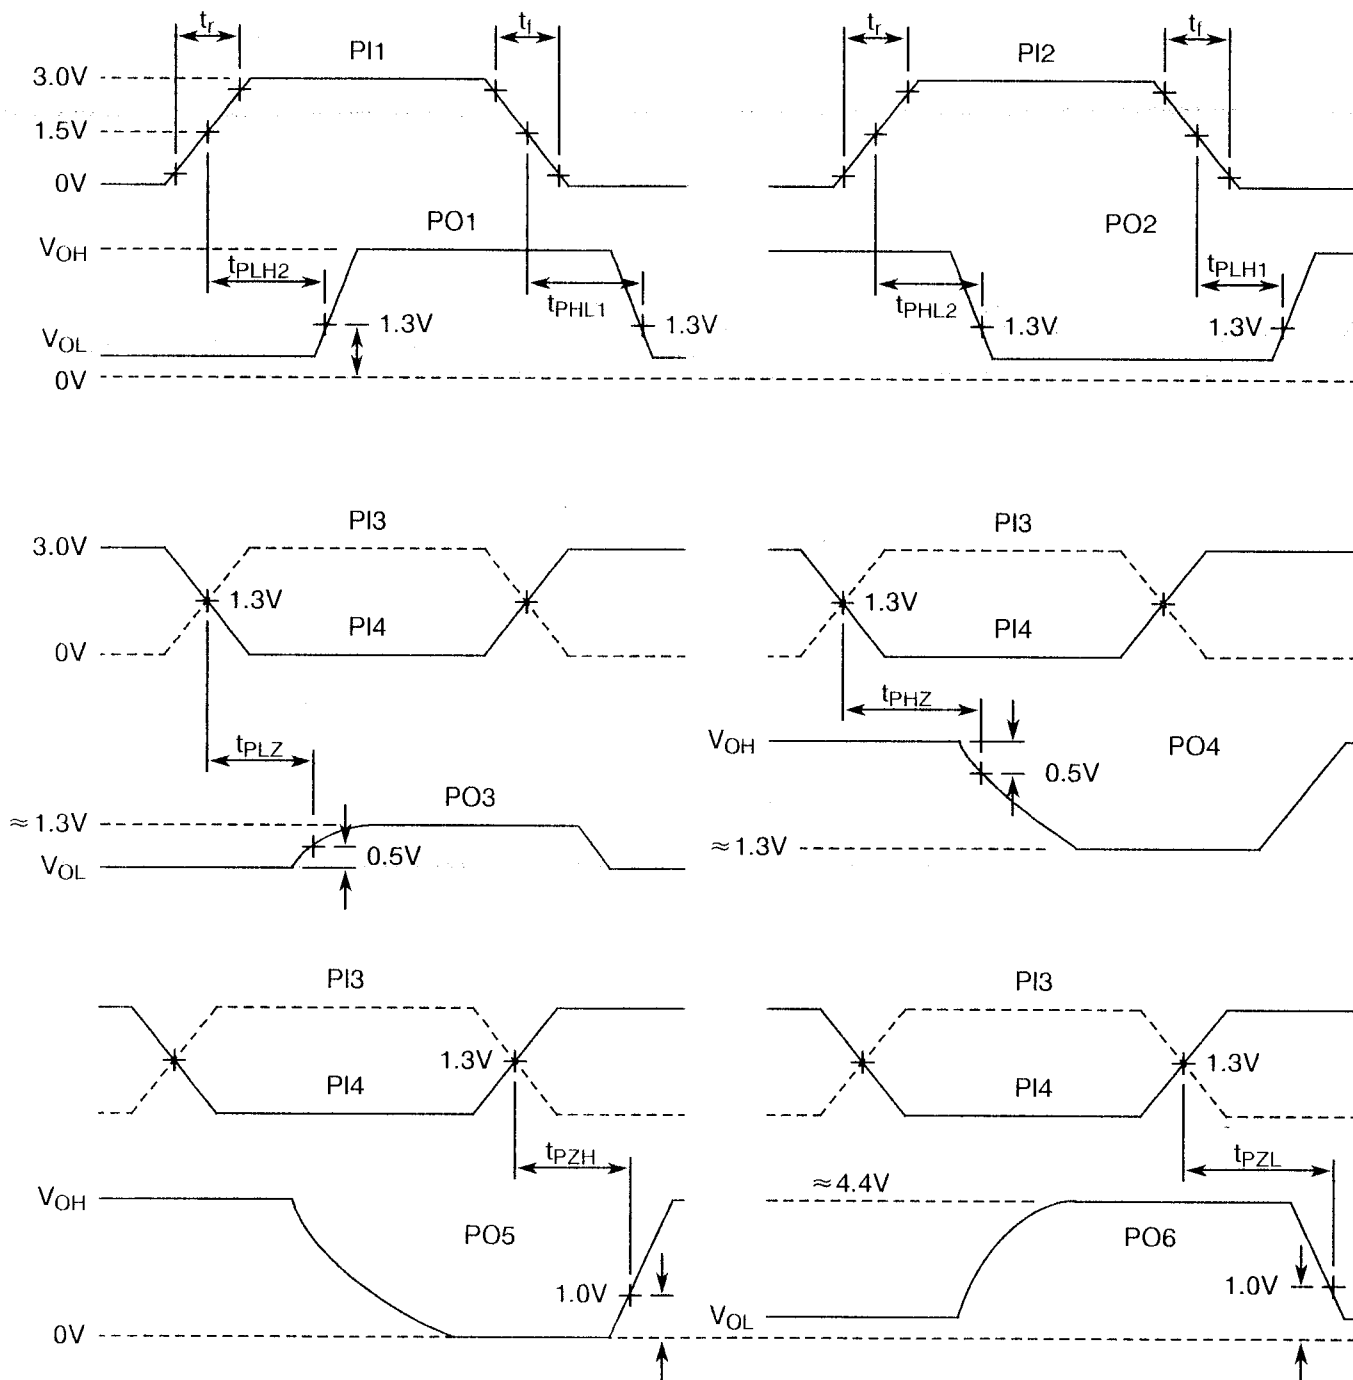 tr tf tr tf
PI1 PI2
3.0V
1.5V
0V
PO1 PO2
VOH
tPLH2 tPHL1 tPHL2 tPLH1
1.3V 1.3V 1.3V 1.3V
VOL
0V
PI3 PI3
3.0V
1.3V 1.3V
PI4 PI4
0V
tPHZ
tPLZ VOH PO4
0.5V
PO3
≈1.3V
0.5V ≈1.3V
VOL
PI3 PI3
1.3V 1.3V
PI4 PI4
tPZH tPZL
VOH ≈4.4V
PO5 PO6
1.0V 1.0V
VOL
0V